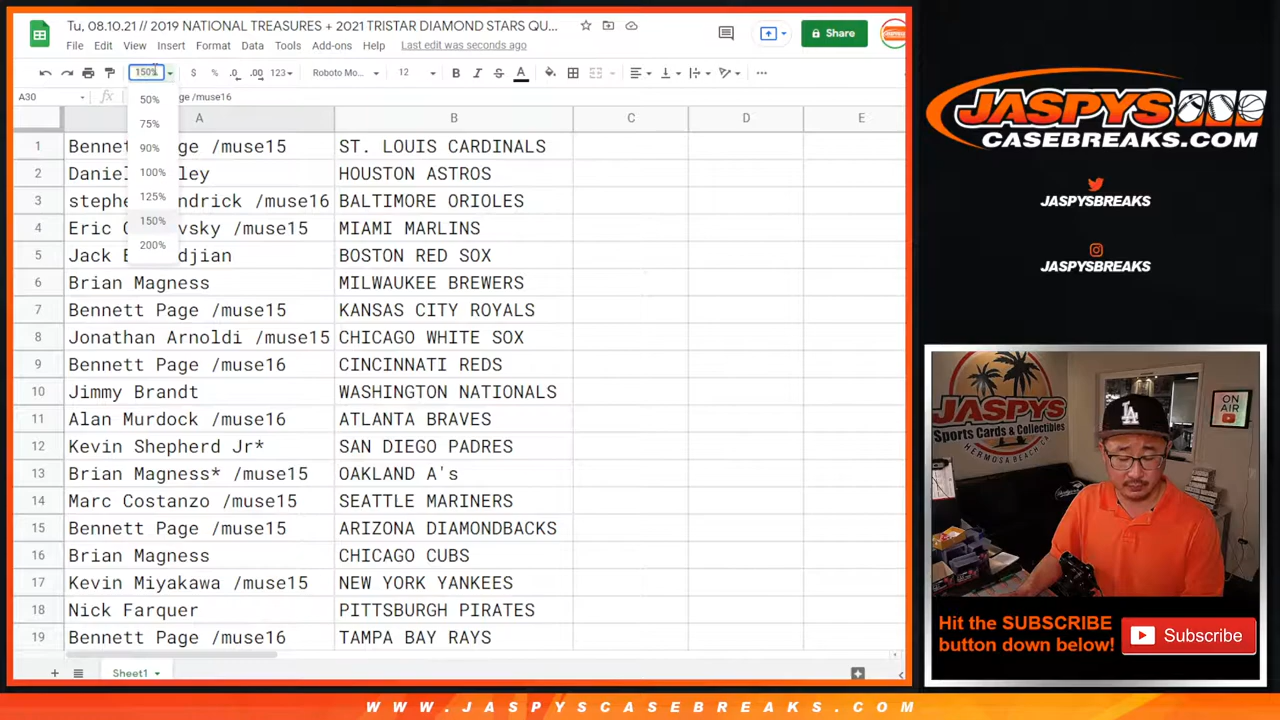 Tu, 08.10.21 // 2019 NATIONAL TREASURES + 2021 TRISTAR DIAMOND STARS QU...
File Edit View Insert Format Data Tools Add-ons Help Last edit was seconds ago
Share
150% $ % .0 .00 123 Roboto Mo... 12 B I S A
A30 fx ge /muse16
50%
75%
90%
100%
125%
150%
200%
A B C D E
1 Bennet ge /muse15 ST. LOUIS CARDINALS
2 Daniel ley HOUSTON ASTROS
3 stephe ndrick /muse16 BALTIMORE ORIOLES
4 Eric vsky /muse15 MIAMI MARLINS
5 Jack djian BOSTON RED SOX
6 Brian Magness MILWAUKEE BREWERS
7 Bennett Page /muse15 KANSAS CITY ROYALS
8 Jonathan Arnoldi /muse15 CHICAGO WHITE SOX
9 Bennett Page /muse16 CINCINNATI REDS
10 Jimmy Brandt WASHINGTON NATIONALS
11 Alan Murdock /muse16 ATLANTA BRAVES
12 Kevin Shepherd Jr* SAN DIEGO PADRES
13 Brian Magness* /muse15 OAKLAND A's
14 Marc Costanzo /muse15 SEATTLE MARINERS
15 Bennett Page /muse15 ARIZONA DIAMONDBACKS
16 Brian Magness CHICAGO CUBS
17 Kevin Miyakawa /muse15 NEW YORK YANKEES
18 Nick Farquer PITTSBURGH PIRATES
19 Bennett Page /muse16 TAMPA BAY RAYS
Sheet1
JASPYS
CASEBREAKS.COM
JASPYSBREAKS
JASPYSBREAKS
JASPYS
Sports Cards & Collectibles
HERMOSA BEACH, CA
LA
ON
AIR
Hit the SUBSCRIBE
button down below!
Subscribe
WWW.JASPYSCASEBREAKS.COM